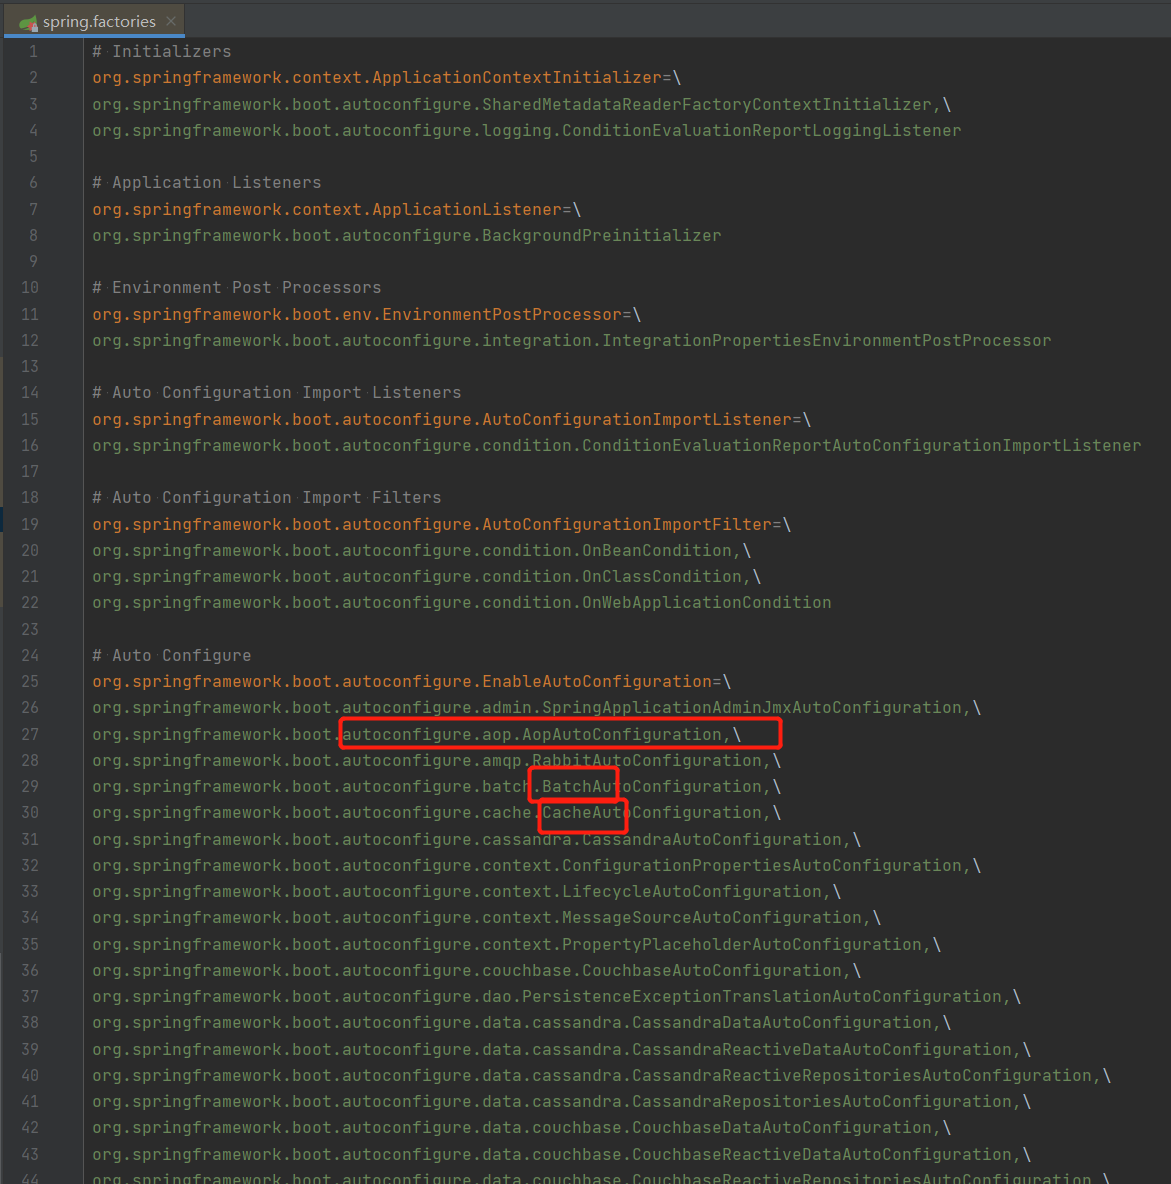 spring.factories
1 # Initializers
2 org.springframework.context.ApplicationContextInitializer=\
3 org.springframework.boot.autoconfigure.SharedMetadataReaderFactoryContextInitializer,\
4 org.springframework.boot.autoconfigure.logging.ConditionEvaluationReportLoggingListener
5
6 # Application Listeners
7 org.springframework.context.ApplicationListener=\
8 org.springframework.boot.autoconfigure.BackgroundPreinitializer
9
10 # Environment Post Processors
11 org.springframework.boot.env.EnvironmentPostProcessor=\
12 org.springframework.boot.autoconfigure.integration.IntegrationPropertiesEnvironmentPostProcessor
13
14 # Auto Configuration Import Listeners
15 org.springframework.boot.autoconfigure.AutoConfigurationImportListener=\
16 org.springframework.boot.autoconfigure.condition.ConditionEvaluationReportAutoConfigurationImportListener
17
18 # Auto Configuration Import Filters
19 org.springframework.boot.autoconfigure.AutoConfigurationImportFilter=\
20 org.springframework.boot.autoconfigure.condition.OnBeanCondition,\
21 org.springframework.boot.autoconfigure.condition.OnClassCondition,\
22 org.springframework.boot.autoconfigure.condition.OnWebApplicationCondition
23
24 # Auto Configure
25 org.springframework.boot.autoconfigure.EnableAutoConfiguration=\
26 org.springframework.boot.autoconfigure.admin.SpringApplicationAdminJmxAutoConfiguration,\
27 org.springframework.boot.autoconfigure.aop.AopAutoConfiguration,\
28 org.springframework.boot.autoconfigure.amqp.RabbitAutoConfiguration,\
29 org.springframework.boot.autoconfigure.batch.BatchAutoConfiguration,\
30 org.springframework.boot.autoconfigure.cache.CacheAutoConfiguration,\
31 org.springframework.boot.autoconfigure.cassandra.CassandraAutoConfiguration,\
32 org.springframework.boot.autoconfigure.context.ConfigurationPropertiesAutoConfiguration,\
33 org.springframework.boot.autoconfigure.context.LifecycleAutoConfiguration,\
34 org.springframework.boot.autoconfigure.context.MessageSourceAutoConfiguration,\
35 org.springframework.boot.autoconfigure.context.PropertyPlaceholderAutoConfiguration,\
36 org.springframework.boot.autoconfigure.couchbase.CouchbaseAutoConfiguration,\
37 org.springframework.boot.autoconfigure.dao.PersistenceExceptionTranslationAutoConfiguration,\
38 org.springframework.boot.autoconfigure.data.cassandra.CassandraDataAutoConfiguration,\
39 org.springframework.boot.autoconfigure.data.cassandra.CassandraReactiveDataAutoConfiguration,\
40 org.springframework.boot.autoconfigure.data.cassandra.CassandraReactiveRepositoriesAutoConfiguration,\
41 org.springframework.boot.autoconfigure.data.cassandra.CassandraRepositoriesAutoConfiguration,\
42 org.springframework.boot.autoconfigure.data.couchbase.CouchbaseDataAutoConfiguration,\
43 org.springframework.boot.autoconfigure.data.couchbase.CouchbaseReactiveDataAutoConfiguration,\
44 org.springframework.boot.autoconfigure.data.couchbase.CouchbaseReactiveRepositoriesAutoConfiguration,\